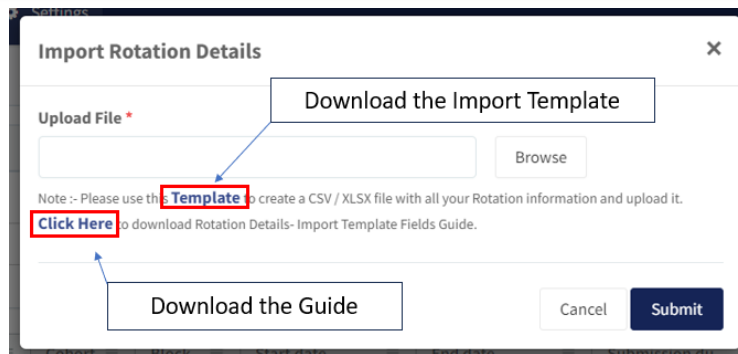 Settings
Import Rotation Details ×
Download the Import Template
Upload File *
Browse
Note :- Please use this Template to create a CSV / XLSX file with all your Rotation information and upload it.
Click Here to download Rotation Details- Import Template Fields Guide.
Download the Guide
Cancel Submit
Cohort Block Start date End date Submission